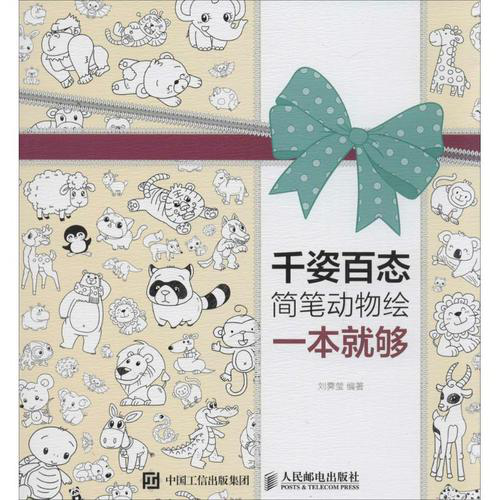 千姿百态
简笔动物绘
一本就够
刘霁莹 编著
中国工信出版集团
人民邮电出版社
POSTS & TELECOM PRESS